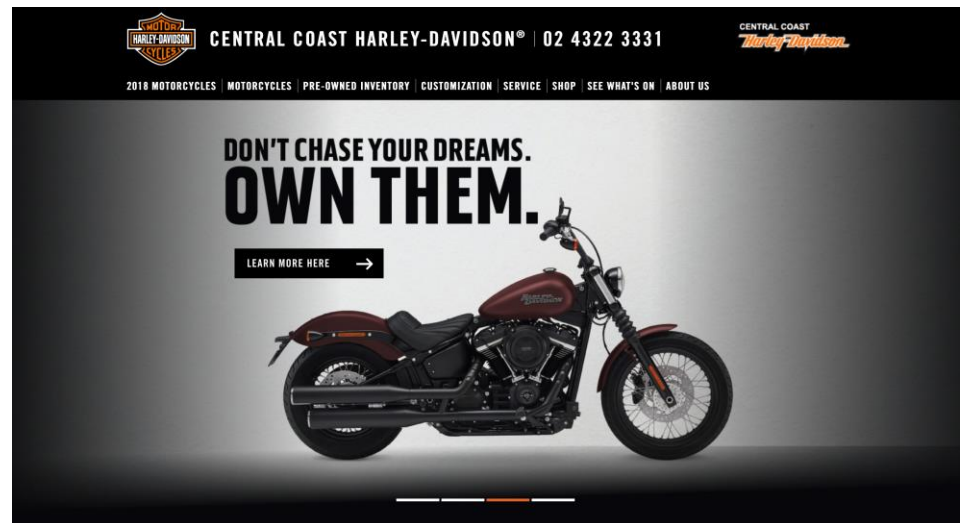 MOTOR
HARLEY-DAVIDSON
CYCLES
CENTRAL COAST HARLEY-DAVIDSON® | 02 4322 3331
CENTRAL COAST
Harley-Davidson
2018 MOTORCYCLES | MOTORCYCLES | PRE-OWNED INVENTORY | CUSTOMIZATION | SERVICE | SHOP | SEE WHAT'S ON | ABOUT US
DON'T CHASE YOUR DREAMS.
OWN THEM.
LEARN MORE HERE →
HARLEY-DAVIDSON